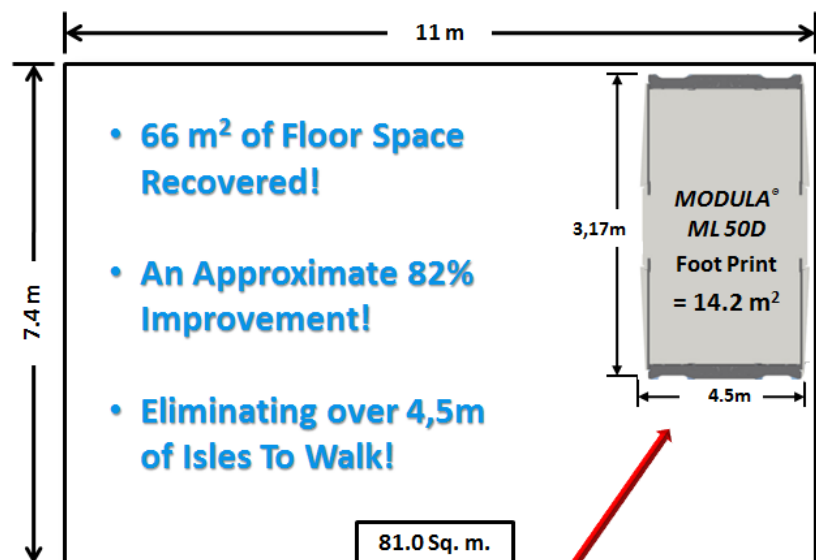 11 m
7.4 m
• 66 m² of Floor Space
Recovered!
• An Approximate 82%
Improvement!
• Eliminating over 4,5m
of Isles To Walk!
3,17m
MODULA®
ML 50D
Foot Print
= 14.2 m²
4.5m
81.0 Sq. m.